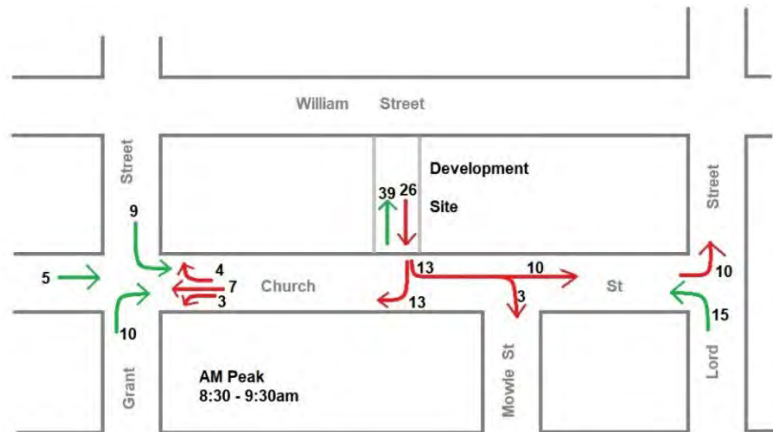 William Street
Street
Development
39 26
Site
Street
9
5
4
7
3
Church
13
10
St
10
13
3
15
10
AM Peak
8:30 - 9:30am
Grant
Mowle St
Lord